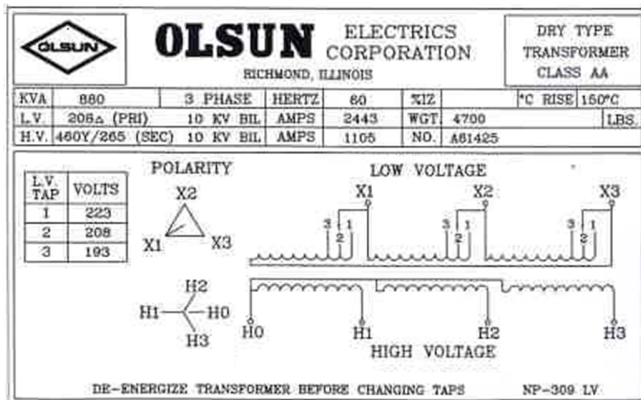 OLSUN
OLSUN ELECTRICS CORPORATION
RICHMOND, ILLINOIS
DRY TYPE
TRANSFORMER
CLASS AA
KVA 880 3 PHASE HERTZ 60 %IZ °C RISE 150°C
L.V. 208△ (PRI) 10 KV BIL AMPS 2443 WGT. 4700 LBS.
H.V. 460Y/265 (SEC) 10 KV BIL AMPS 1105 NO. A61425
POLARITY LOW VOLTAGE
L.V. TAP VOLTS
1 223
2 208
3 193
X2
X1 X3
X1 X2 X3
3 2 1 3 2 1 3 2 1
H2
H1 H0
H3
H0 H1 H2 H3
HIGH VOLTAGE
DE-ENERGIZE TRANSFORMER BEFORE CHANGING TAPS NP-309 LV